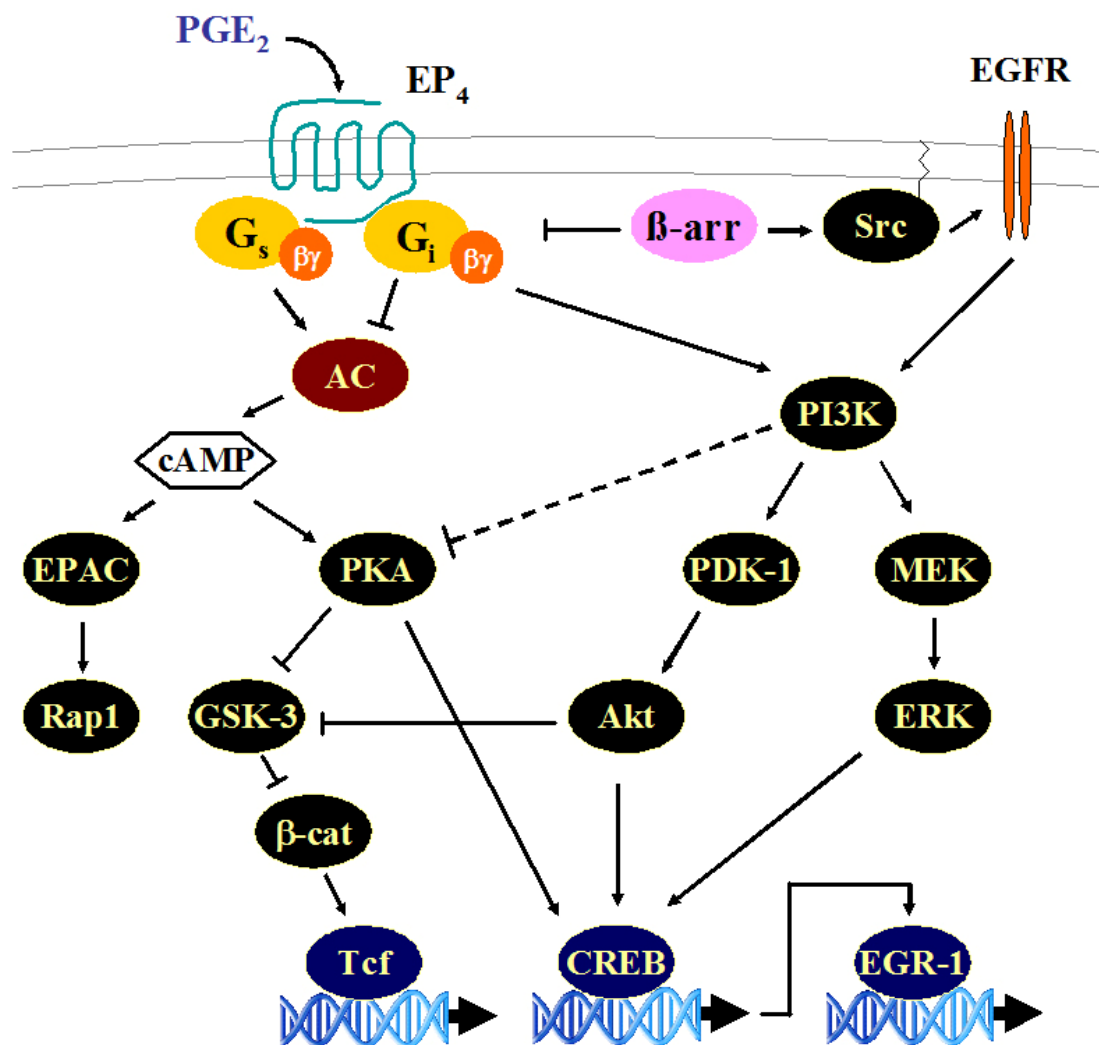 PGE2
EP4
EGFR
Gs
βγ
Gi
βγ
ß-arr
Src
AC
PI3K
cAMP
EPAC
PKA
PDK-1
MEK
Rap1
GSK-3
Akt
ERK
β-cat
Tcf
CREB
EGR-1